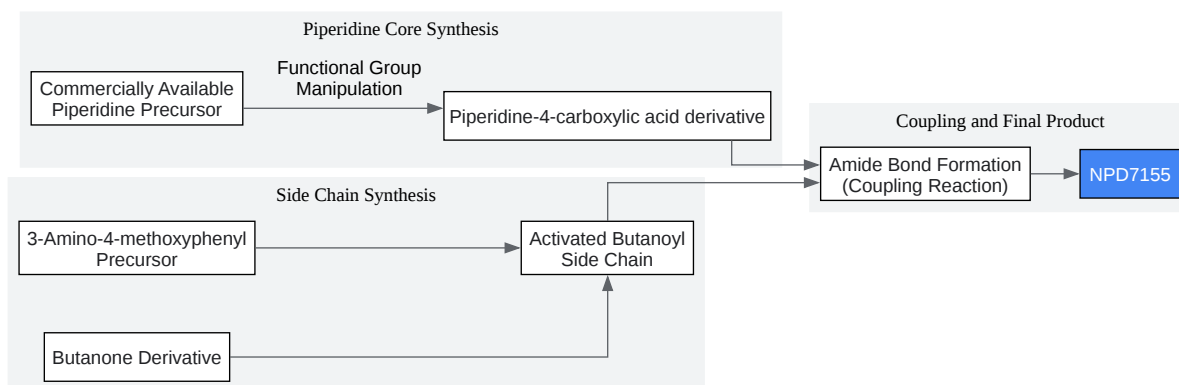 Piperidine Core Synthesis
Commercially Available
Piperidine Precursor
Functional Group
Manipulation
Piperidine-4-carboxylic acid derivative
Side Chain Synthesis
3-Amino-4-methoxyphenyl
Precursor
Butanone Derivative
Activated Butanoyl
Side Chain
Coupling and Final Product
Amide Bond Formation
(Coupling Reaction)
NPD7155